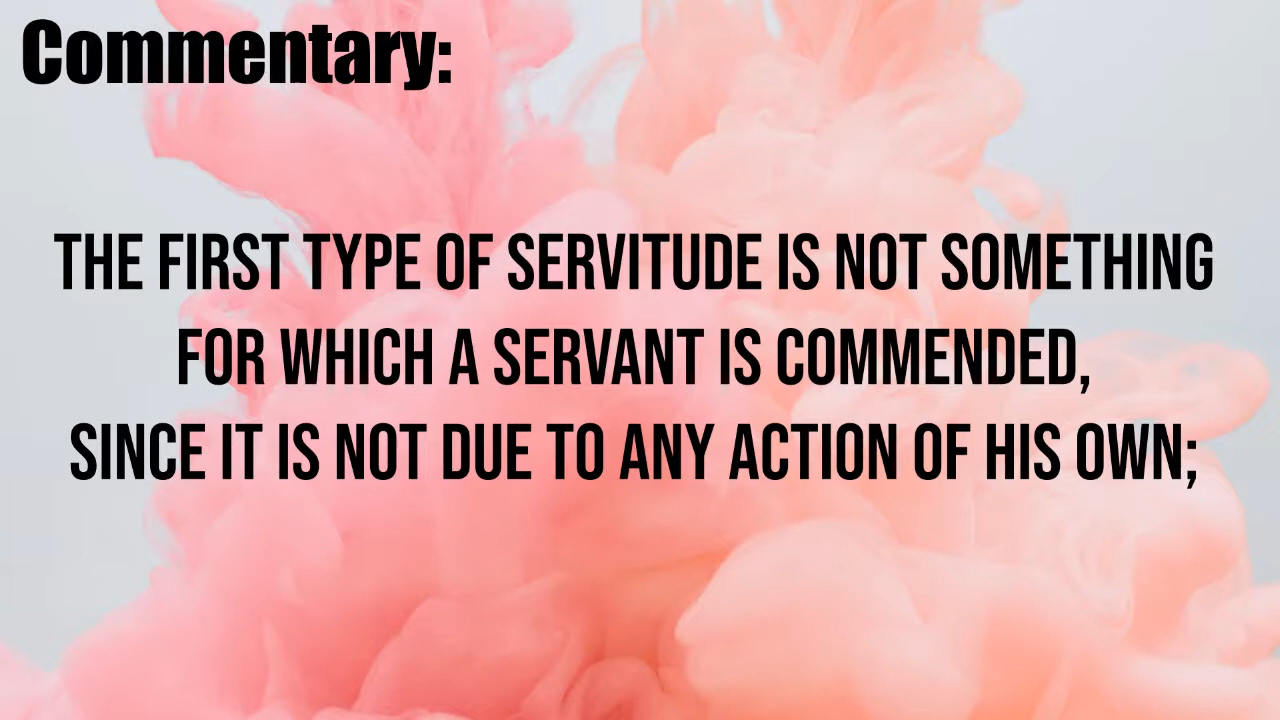 Commentary:
THE FIRST TYPE OF SERVITUDE IS NOT SOMETHING
FOR WHICH A SERVANT IS COMMENDED,
SINCE IT IS NOT DUE TO ANY ACTION OF HIS OWN;